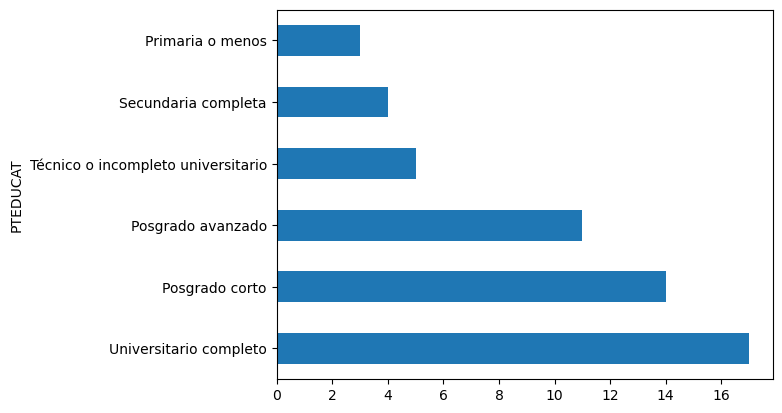 PTEDUCAT
Primaria o menos
Secundaria completa
Técnico o incompleto universitario
Posgrado avanzado
Posgrado corto
Universitario completo
0 2 4 6 8 10 12 14 16